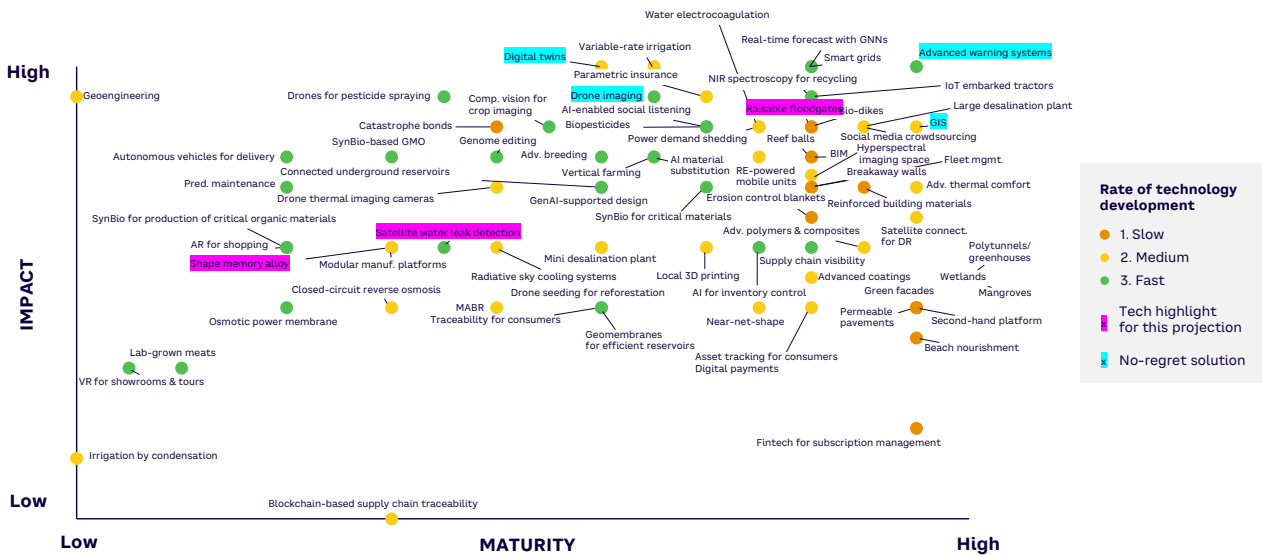 Water electrocoagulation
Real-time forecast with GNNs
Variable-rate irrigation
Digital twins
Smart grids
Advanced warning systems
High
Parametric insurance
NIR spectroscopy for recycling
IoT embarked tractors
Geoengineering
Drones for pesticide spraying
Comp. vision for
crop imaging
Drone imaging
AI-enabled social listening
Raisable floodgates
Bio-dikes
Large desalination plant
Catastrophe bonds
Biopesticides
GIS
SynBio-based GMO
Genome editing
Power demand shedding
Reef balls
Social media crowdsourcing
Hyperspectral
imaging space
Autonomous vehicles for delivery
Adv. breeding
AI material
substitution
BIM
Fleet mgmt.
Connected underground reservoirs
Vertical farming
RE-powered
mobile units
Breakaway walls
Pred. maintenance
Adv. thermal comfort
Drone thermal imaging cameras
GenAI-supported design
Erosion control blankets
Reinforced building materials
SynBio for production of critical organic materials
SynBio for critical materials
Satellite water leak detection
Adv. polymers & composites
Satellite connect.
for DR
AR for shopping
Polytunnels/
greenhouses
Shape memory alloy
Modular manuf. platforms
Mini desalination plant
Supply chain visibility
Radiative sky cooling systems
Local 3D printing
Advanced coatings
Wetlands
Closed-circuit reverse osmosis
Drone seeding for reforestation
AI for inventory control
Green facades
Mangroves
MABR
Osmotic power membrane
Traceability for consumers
Near-net-shape
Permeable
pavements
Second-hand platform
Geomembranes
for efficient reservoirs
Beach nourishment
Lab-grown meats
Asset tracking for consumers
Digital payments
VR for showrooms & tours
Fintech for subscription management
Irrigation by condensation
Blockchain-based supply chain traceability
Low
Low
MATURITY
High
IMPACT
Rate of technology
development
1. Slow
2. Medium
3. Fast
x Tech highlight
for this projection
x No-regret solution